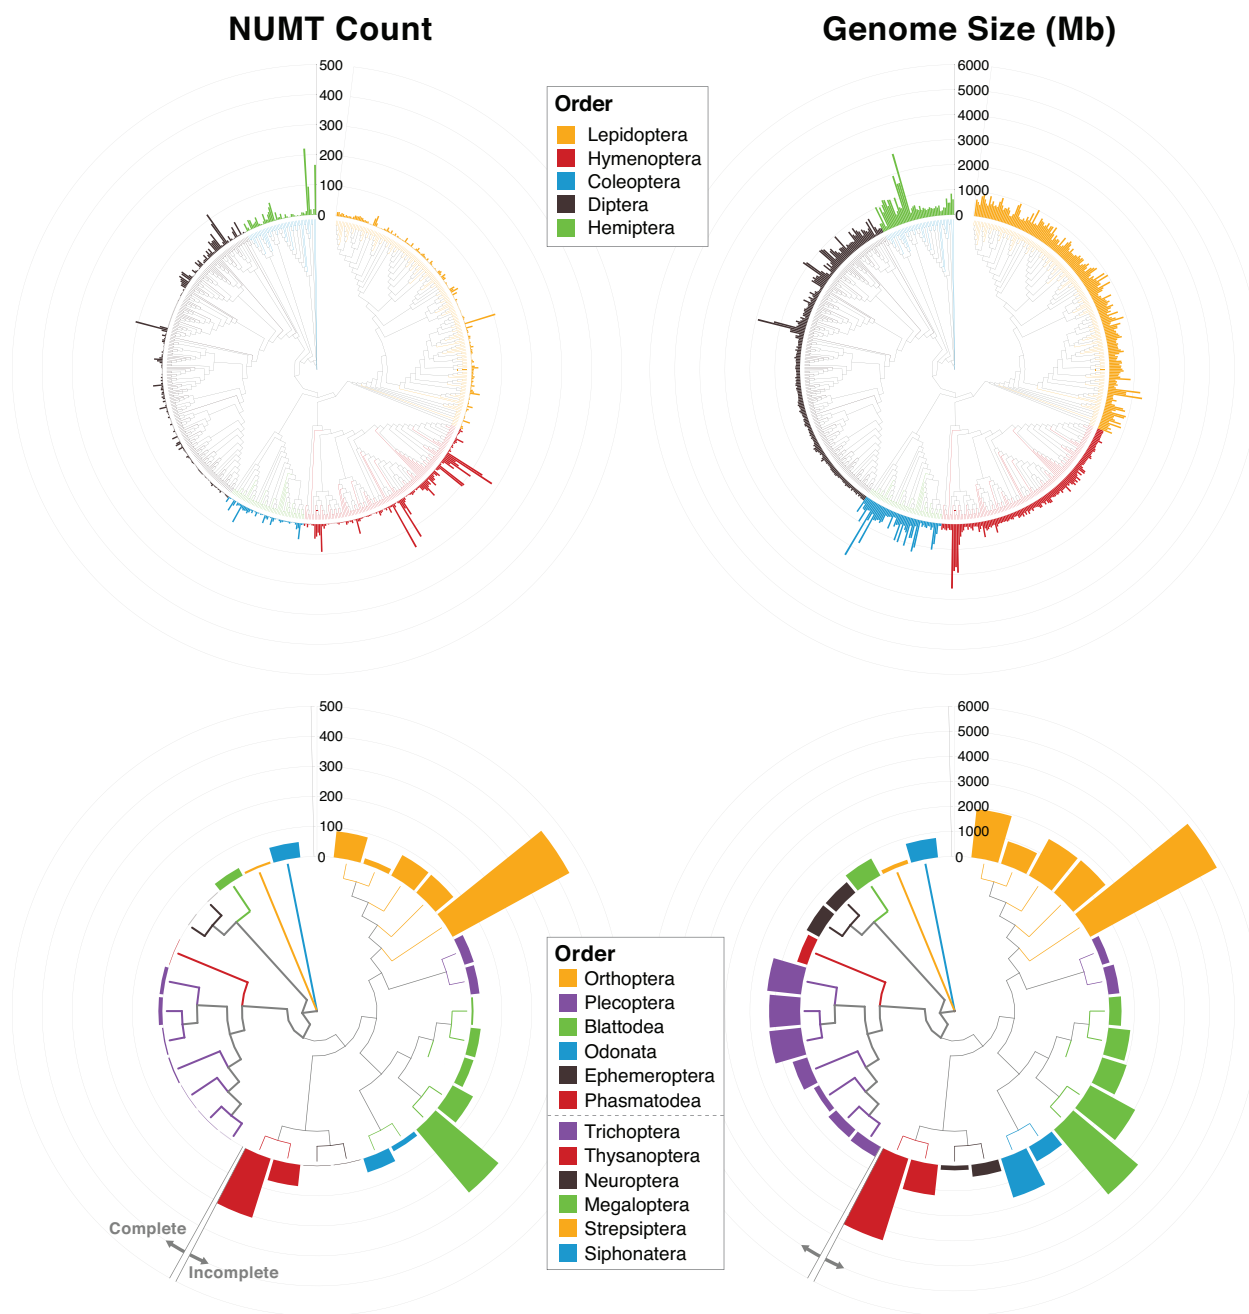 NUMT Count
Genome Size (Mb)
500
400
300
200
100
0
Order
Lepidoptera
Hymenoptera
Coleoptera
Diptera
Hemiptera
6000
5000
4000
3000
2000
1000
0
500
400
300
200
100
0
6000
5000
4000
3000
2000
1000
0
Order
Orthoptera
Plecoptera
Blattodea
Odonata
Ephemeroptera
Phasmatodea
Trichoptera
Thysanoptera
Neuroptera
Megaloptera
Strepsiptera
Siphonatera
Complete
Incomplete